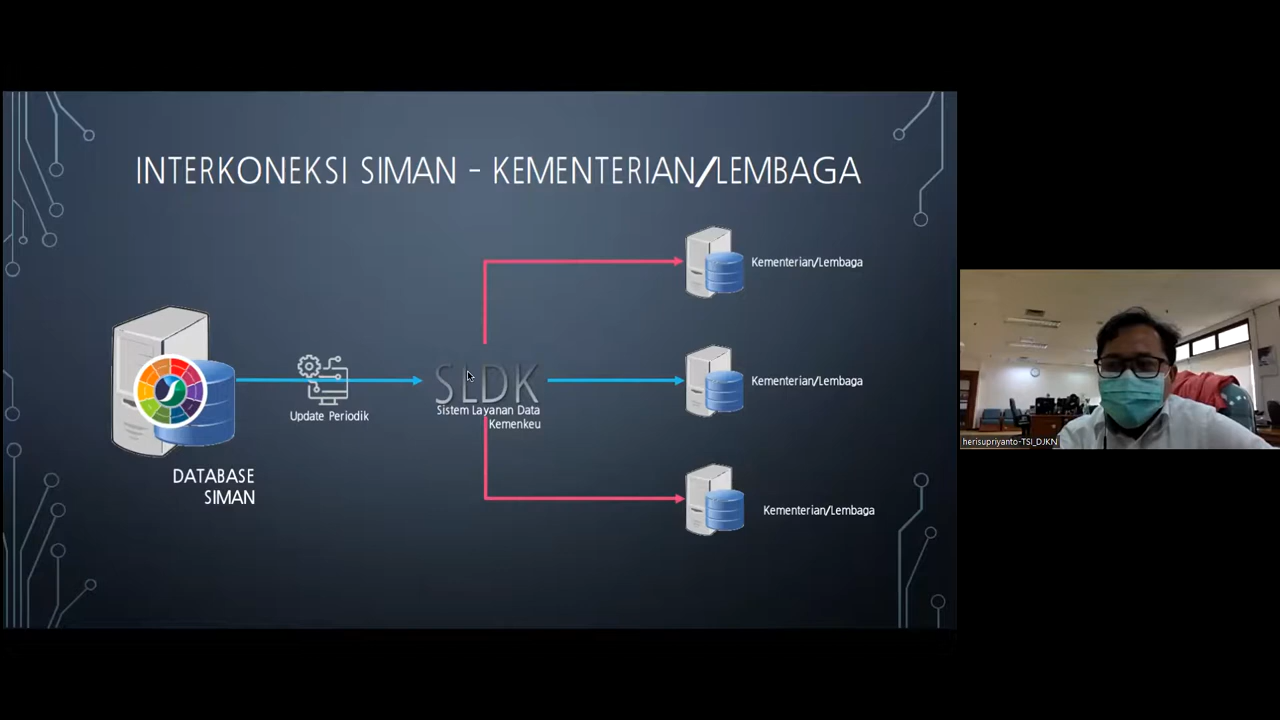 INTERKONEKSI SIMAN - KEMENTERIAN/LEMBAGA
Kementerian/Lembaga
SLDK
Sistem Layanan Data
Kemenkeu
Update Periodik
Kementerian/Lembaga
DATABASE
SIMAN
Kementerian/Lembaga
herisupriyanto-TSI_DJKN